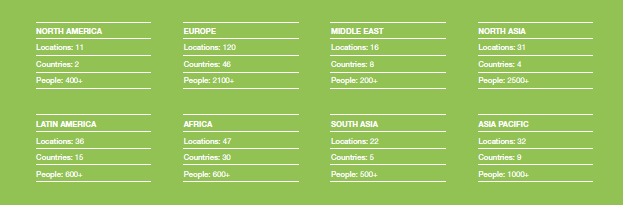 NORTH AMERICA
Locations: 11
Countries: 2
People: 400+
EUROPE
Locations: 120
Countries: 46
People: 2100+
MIDDLE EAST
Locations: 16
Countries: 8
People: 200+
NORTH ASIA
Locations: 31
Countries: 4
People: 2500+
LATIN AMERICA
Locations: 36
Countries: 15
People: 600+
AFRICA
Locations: 47
Countries: 30
People: 600+
SOUTH ASIA
Locations: 22
Countries: 5
People: 500+
ASIA PACIFIC
Locations: 32
Countries: 9
People: 1000+